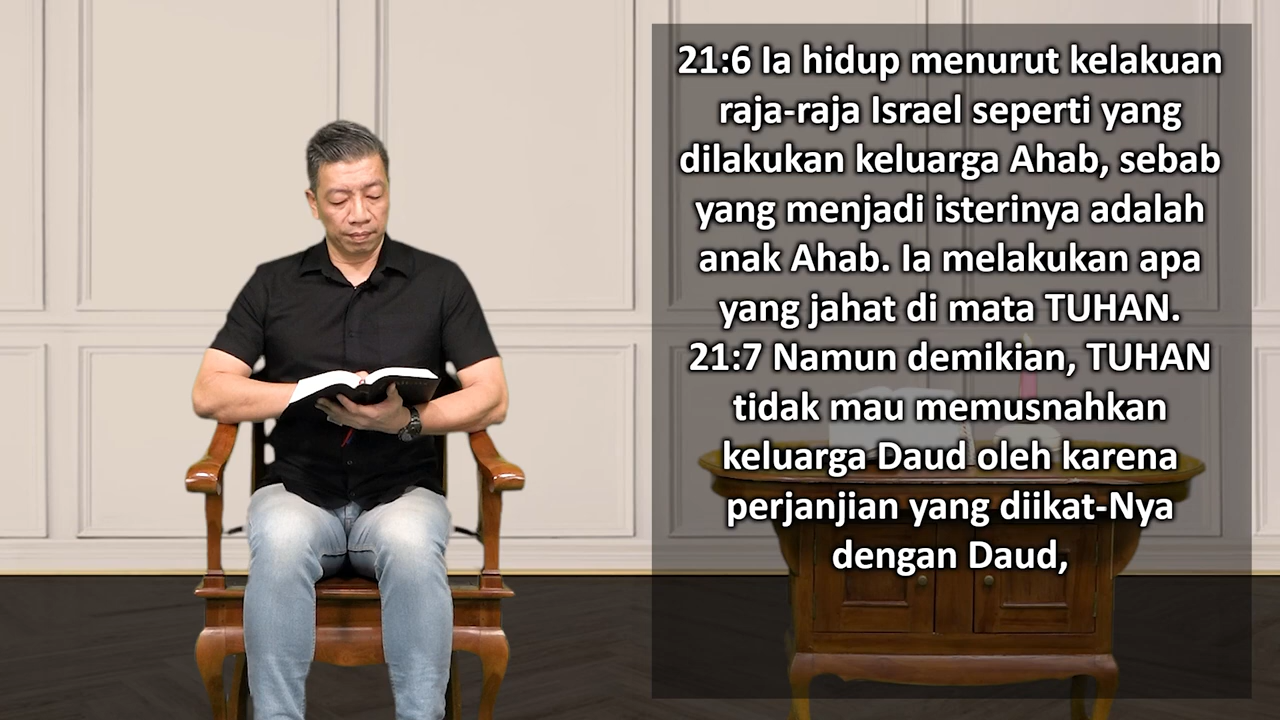 21:6 Ia hidup menurut kelakuan
raja-raja Israel seperti yang
dilakukan keluarga Ahab, sebab
yang menjadi isterinya adalah
anak Ahab. Ia melakukan apa
yang jahat di mata TUHAN.
21:7 Namun demikian, TUHAN
tidak mau memusnahkan
keluarga Daud oleh karena
perjanjian yang diikat-Nya
dengan Daud,